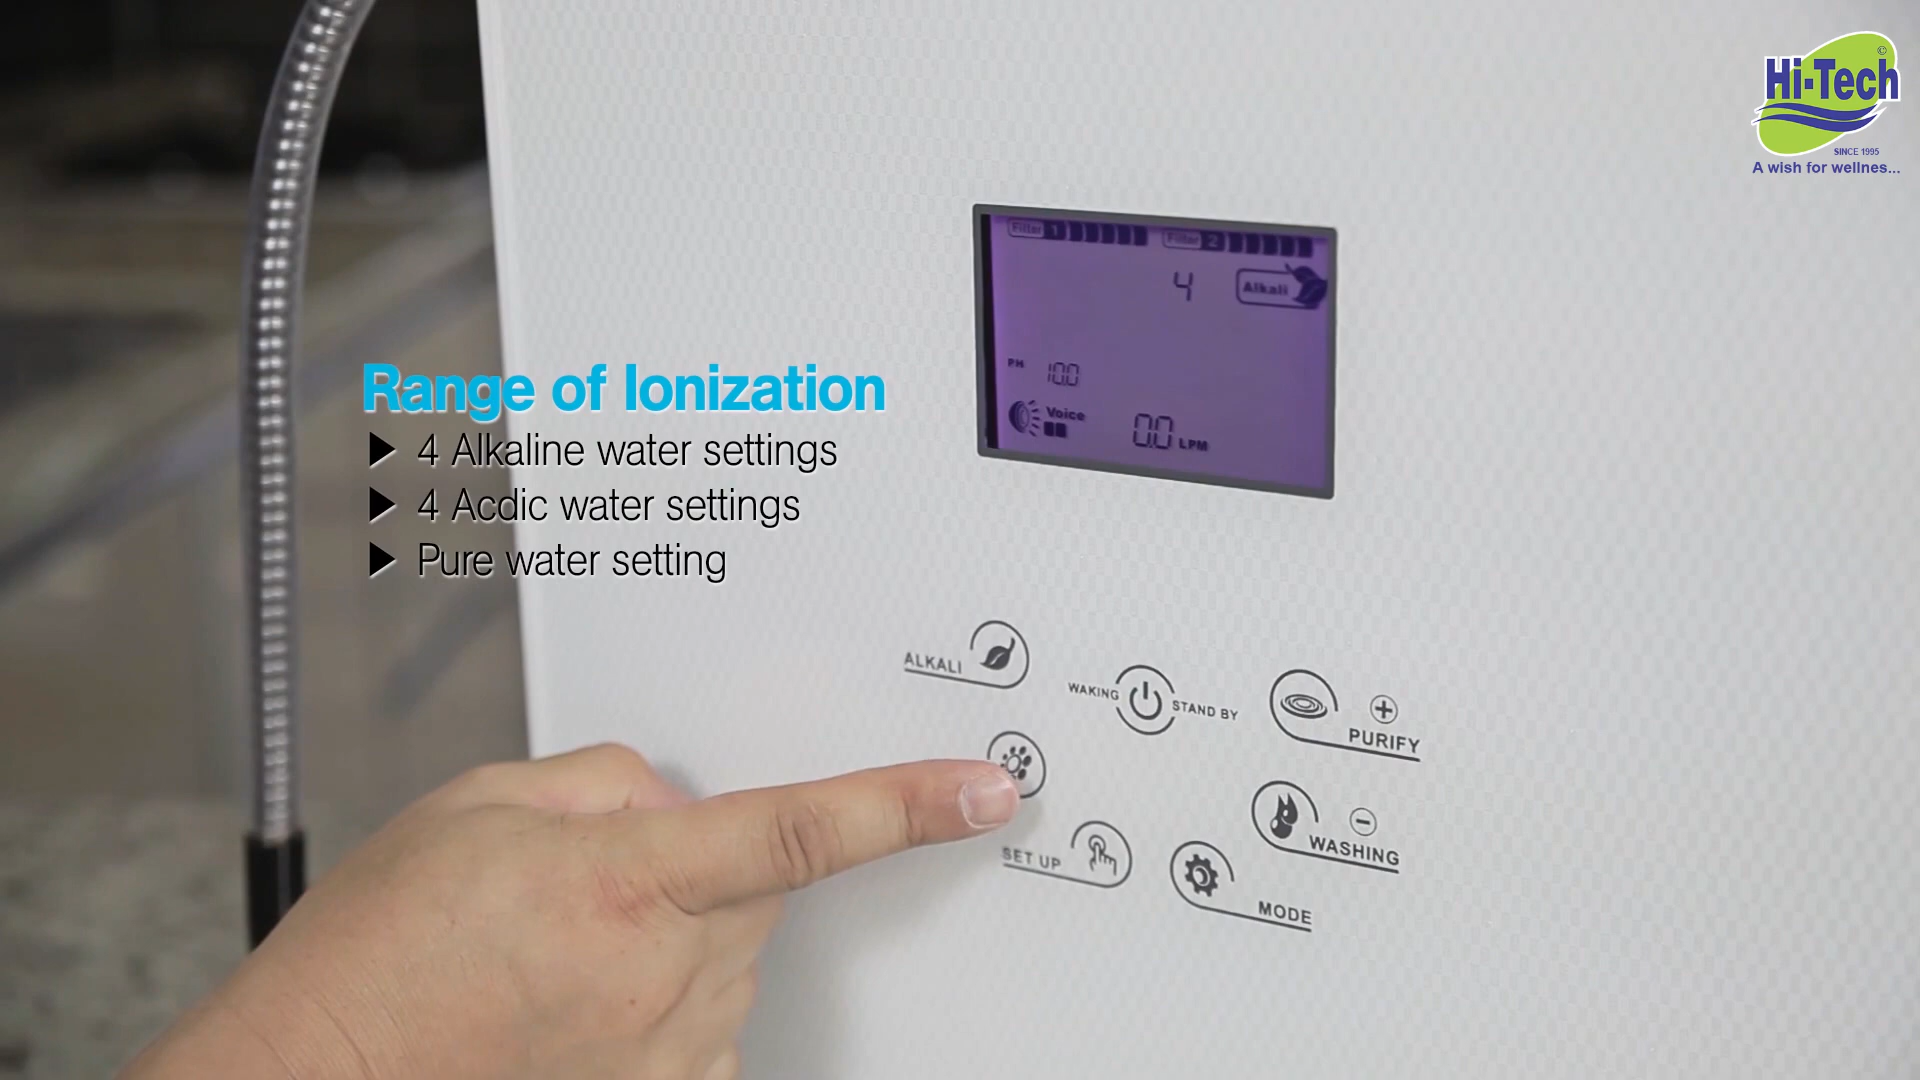 Hi-Tech
©
SINCE 1995
A wish for wellnes...
Filter 1 Filter 2
4 Alkali
PH 10.0
Voice
0.0 LPM
Range of Ionization
4 Alkaline water settings
4 Acdic water settings
Pure water setting
ALKALI
WAKING STAND BY
PURIFY
SET UP
WASHING
MODE